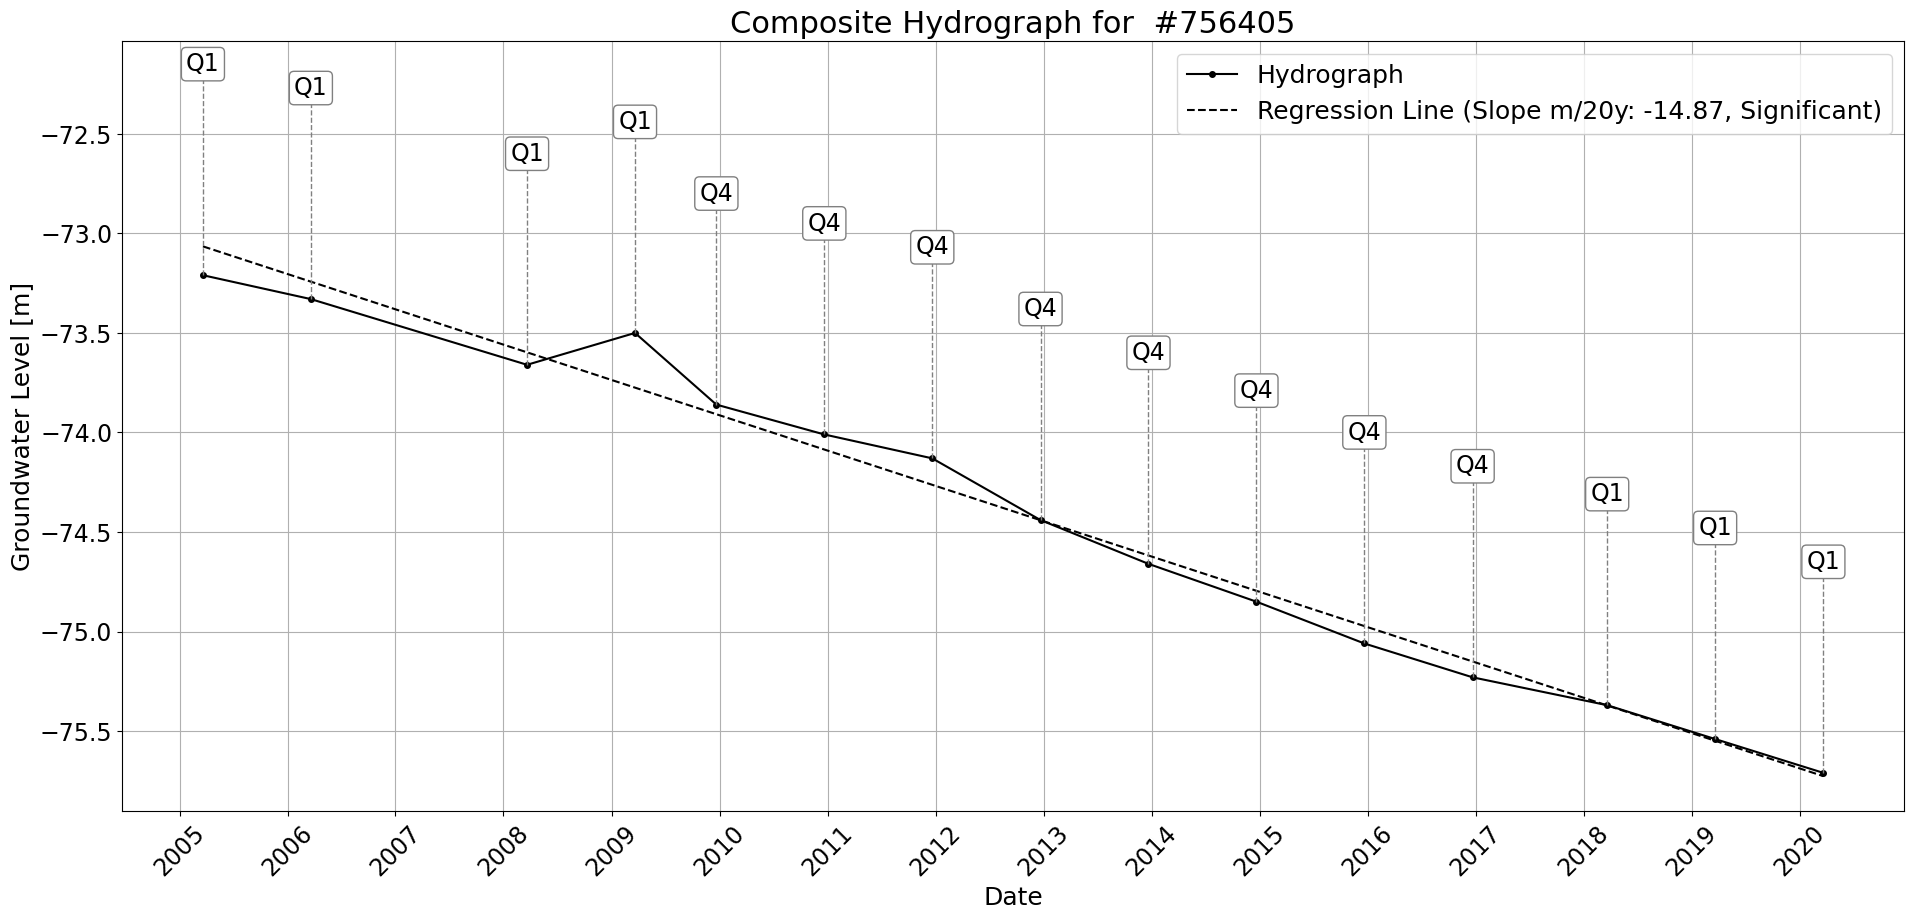 Composite Hydrograph for  #756405
Hydrograph
Regression Line (Slope m/20y: -14.87, Significant)
Q1
Q1
Q1
Q1
Q4
Q4
Q4
Q4
Q4
Q4
Q4
Q4
Q1
Q1
Q1
Groundwater Level [m]
−72.5
−73.0
−73.5
−74.0
−74.5
−75.0
−75.5
2005
2006
2007
2008
2009
2010
2011
2012
2013
2014
2015
2016
2017
2018
2019
2020
Date